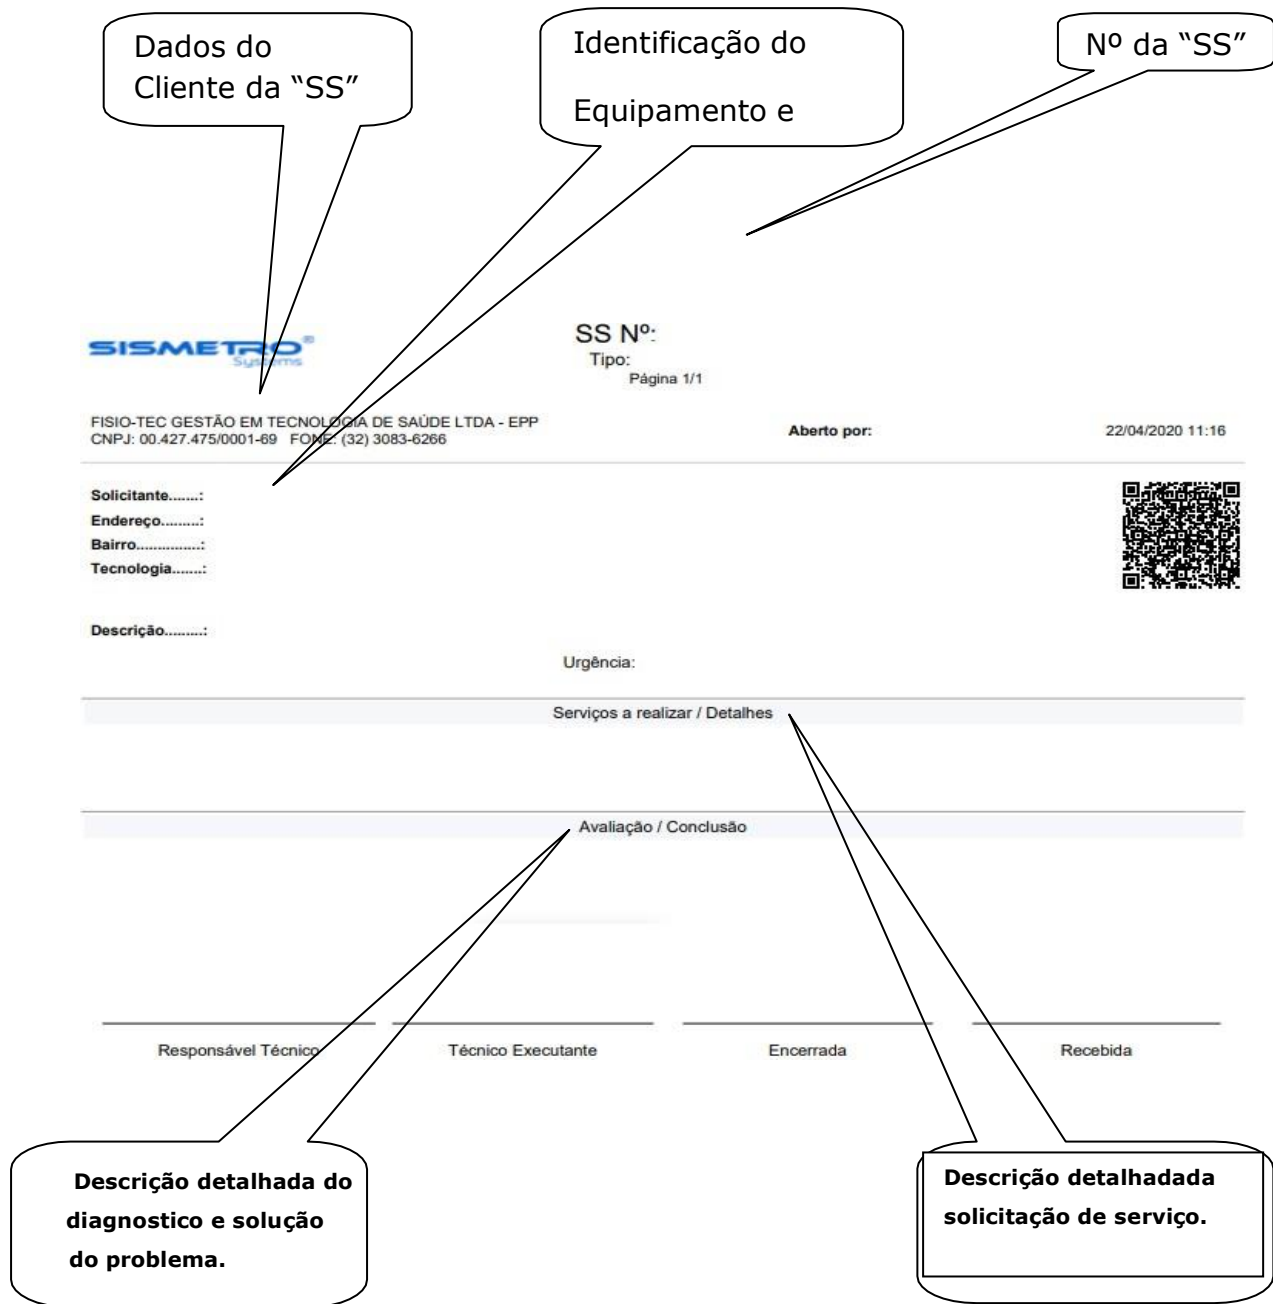 Dados do
Cliente da “SS”
Identificação do
Equipamento e
Nº da “SS”
SISMETRO®
Systems
SS Nº:
Tipo:
Página 1/1
FISIO-TEC GESTÃO EM TECNOLOGIA DE SAÚDE LTDA - EPP
CNPJ: 00.427.475/0001-69 FONE: (32) 3083-6266
Aberto por:
22/04/2020 11:16
Solicitante.......:
Endereço.........:
Bairro...............:
Tecnologia.......:
Descrição.........:
Urgência:
Serviços a realizar / Detalhes
Avaliação / Conclusão
Responsável Técnico
Técnico Executante
Encerrada
Recebida
Descrição detalhada do
diagnostico e solução
do problema.
Descrição detalhadada
solicitação de serviço.